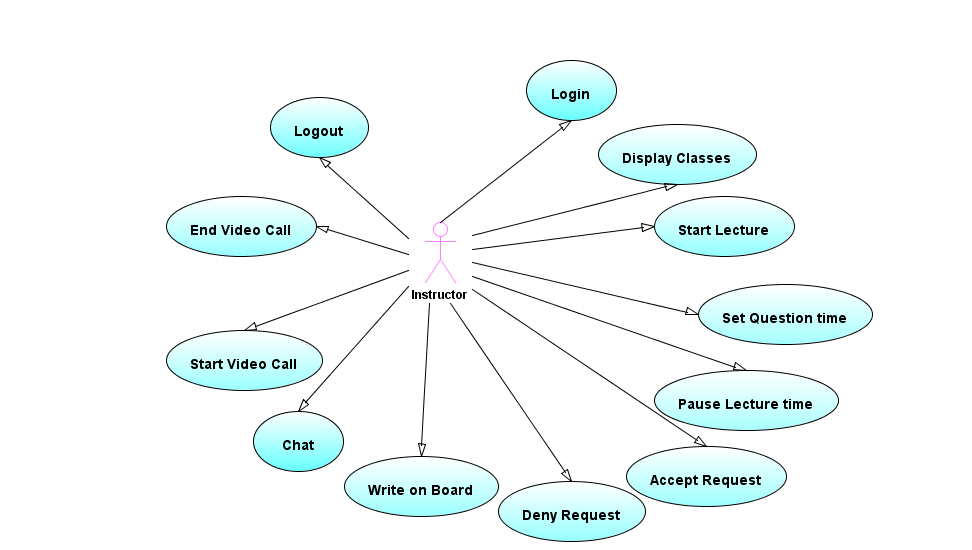 Login
Logout
Display Classes
End Video Call
Start Lecture
Instructor
Set Question time
Start Video Call
Pause Lecture time
Chat
Accept Request
Write on Board
Deny Request